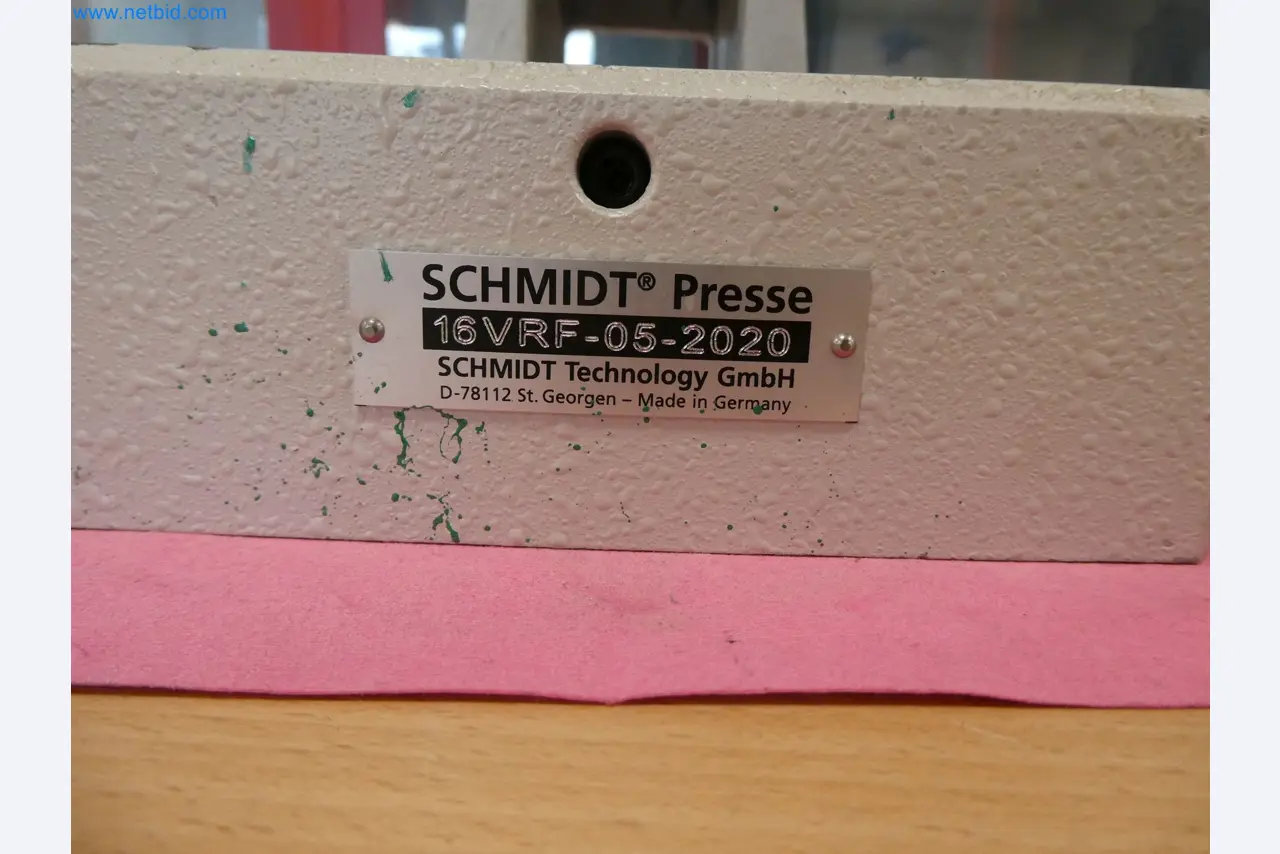 www.netbid.com
SCHMIDT® Presse
16VRF-05-2020
SCHMIDT Technology GmbH
D-78112 St. Georgen – Made in Germany